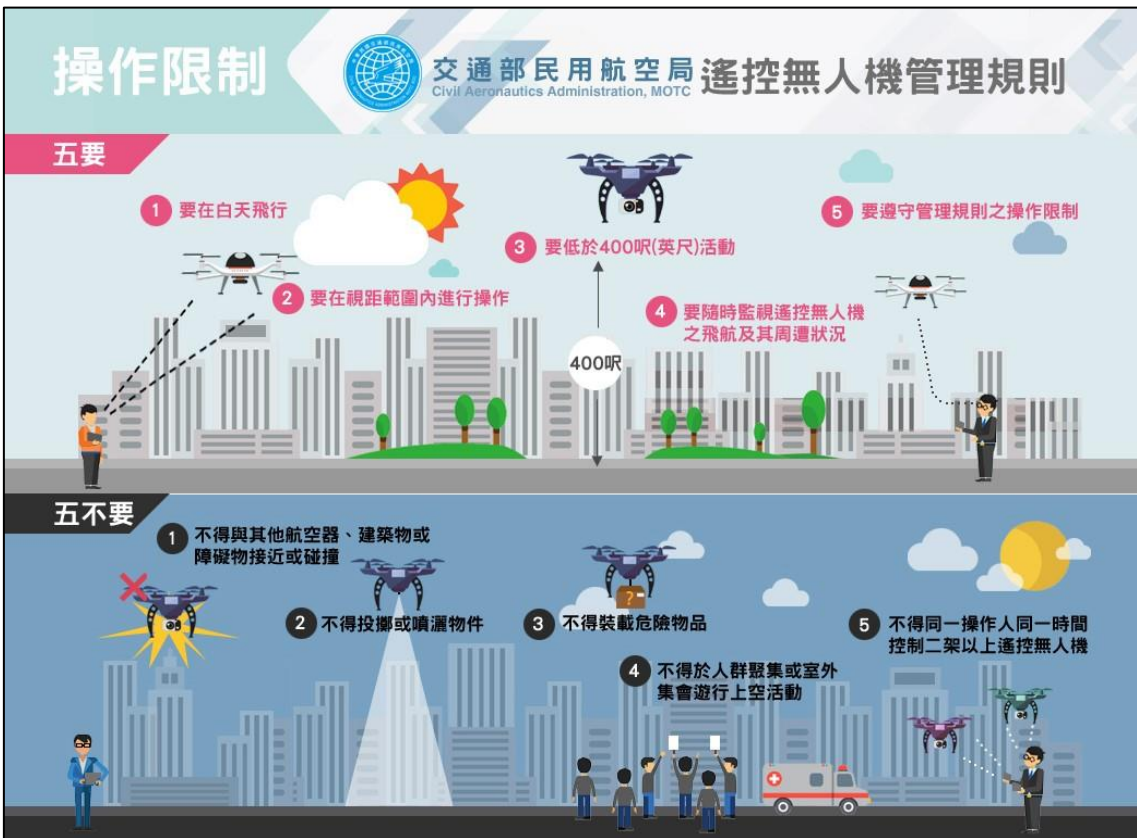 操作限制
交通部民用航空局
Civil Aeronautics Administration, MOTC
遙控無人機管理規則
五要
1 要在白天飛行
2 要在視距範圍內進行操作
3 要低於400呎(英尺)活動
400呎
4 要隨時監視遙控無人機
之飛航及其周遭狀況
5 要遵守管理規則之操作限制
五不要
1 不得與其他航空器、建築物或
障礙物接近或碰撞
2 不得投擲或噴灑物件
3 不得裝載危險物品
?
4 不得於人群聚集或室外
集會遊行上空活動
5 不得同一操作人同一時間
控制二架以上遙控無人機